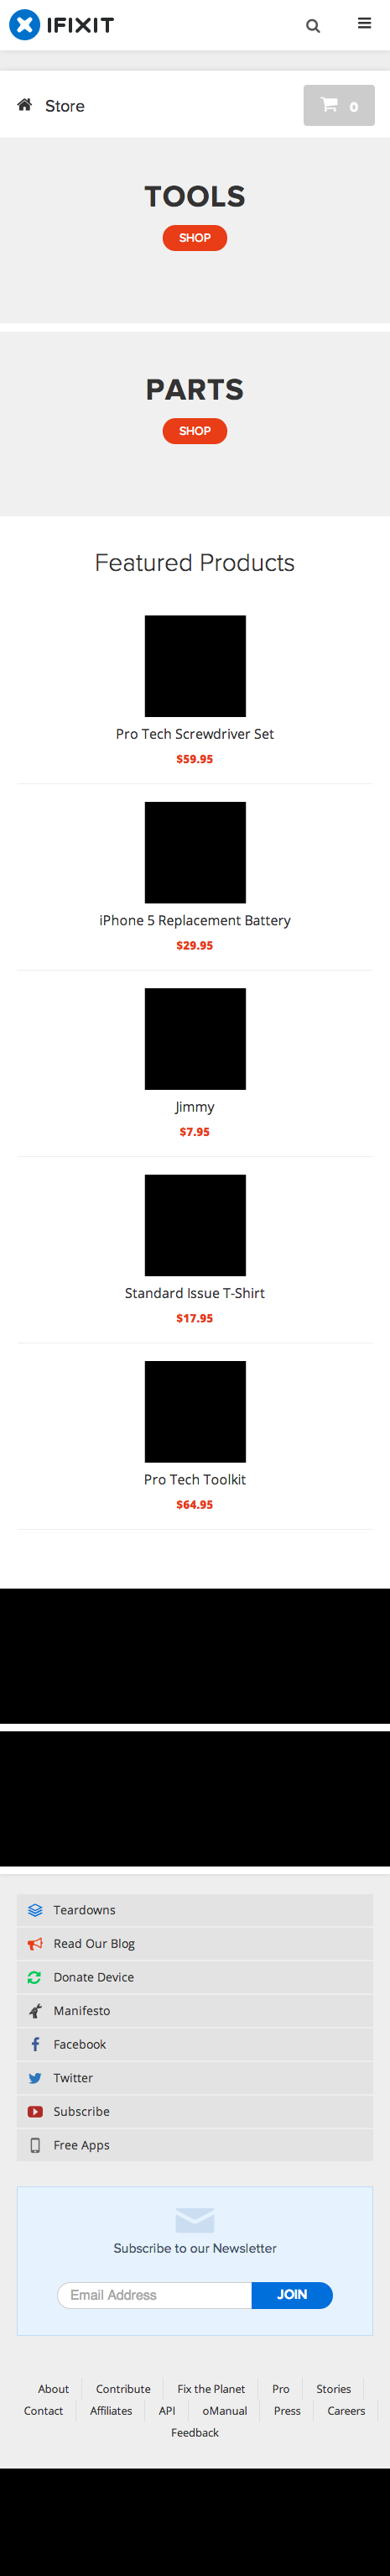 IFIXIT
Store
0
TOOLS
SHOP
PARTS
SHOP
Featured Products
Pro Tech Screwdriver Set
$59.95
iPhone 5 Replacement Battery
$29.95
Jimmy
$7.95
Standard Issue T-Shirt
$17.95
Pro Tech Toolkit
$64.95
Teardowns
Read Our Blog
Donate Device
Manifesto
Facebook
Twitter
Subscribe
Free Apps
Subscribe to our Newsletter
Email Address JOIN
About Contribute Fix the Planet Pro Stories
Contact Affiliates API oManual Press Careers
Feedback